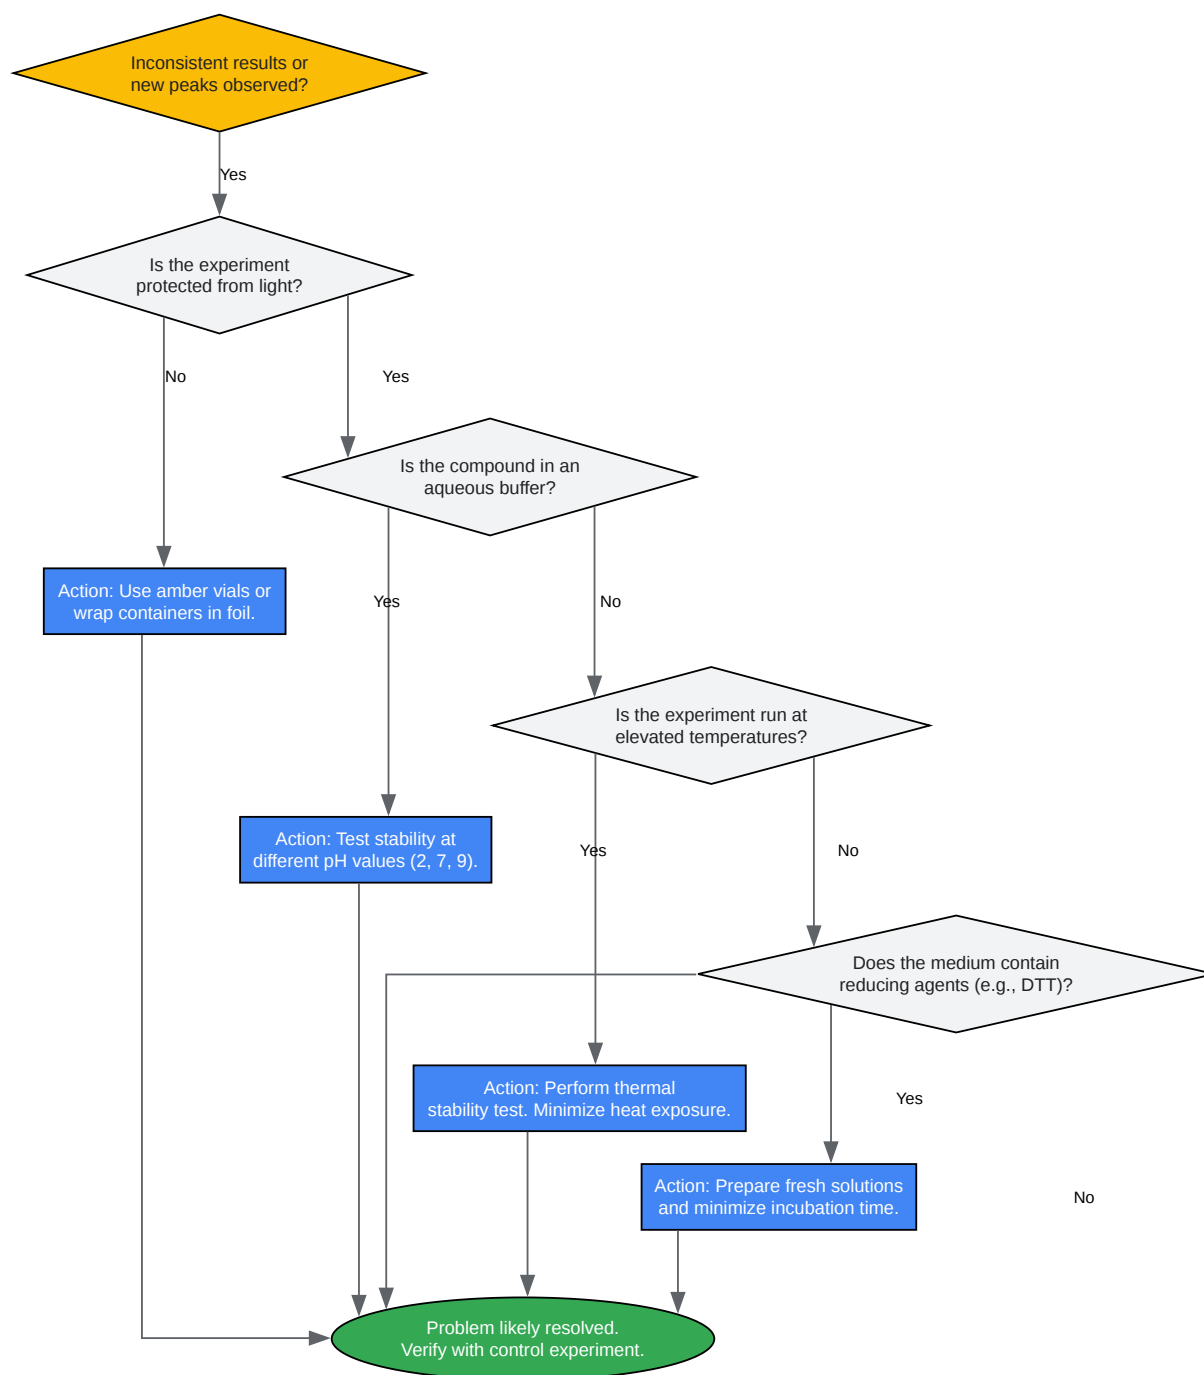 Inconsistent results or
new peaks observed?
Yes
Is the experiment
protected from light?
No
Yes
Is the compound in an
aqueous buffer?
Action: Use amber vials or
wrap containers in foil.
Yes
No
Is the experiment run at
elevated temperatures?
Action: Test stability at
different pH values (2, 7, 9).
Yes
No
Does the medium contain
reducing agents (e.g., DTT)?
Action: Perform thermal
stability test. Minimize heat exposure.
Yes
Action: Prepare fresh solutions
and minimize incubation time.
No
Problem likely resolved.
Verify with control experiment.